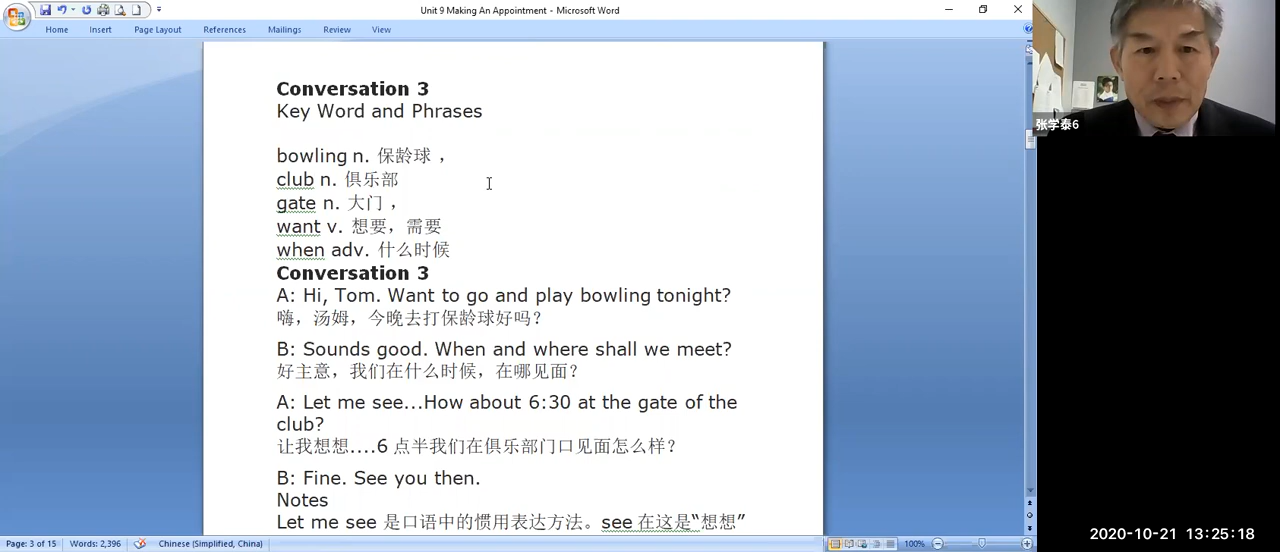 Unit 9 Making An Appointment - Microsoft Word
Home Insert Page Layout References Mailings Review View
Conversation 3
Key Word and Phrases
bowling n. 保龄球 ，
club n. 俱乐部
gate n. 大门 ，
want v. 想要，需要
when adv. 什么时候
Conversation 3
A: Hi, Tom. Want to go and play bowling tonight?
嗨，汤姆，今晚去打保龄球好吗？
B: Sounds good. When and where shall we meet?
好主意，我们在什么时候，在哪见面？
A: Let me see...How about 6:30 at the gate of the
club?
让我想想....6 点半我们在俱乐部门口见面怎么样？
B: Fine. See you then.
Notes
Let me see 是口语中的惯用表达方法。see 在这是“想想”
张学泰6
Page: 3 of 15 Words: 2,396 Chinese (Simplified, China) 100%
2020-10-21 13:25:18